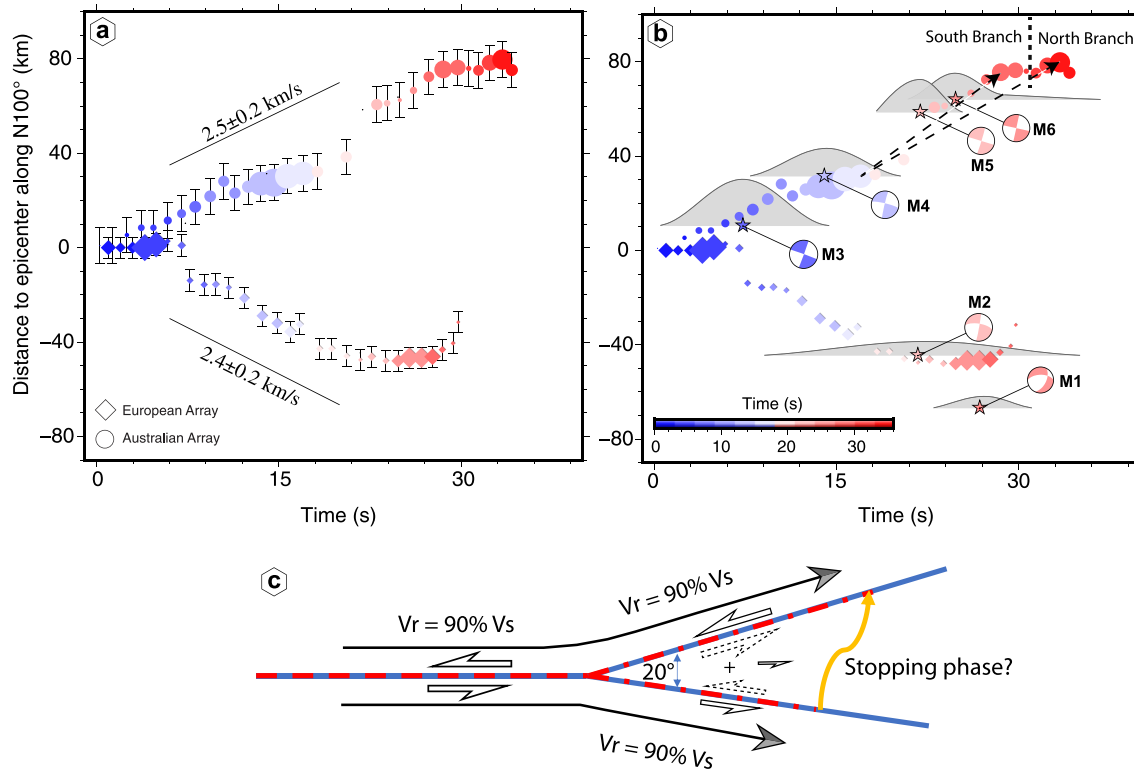 a
Distance to epicenter along N100° (km)
80
40
0
−40
−80
2.5±0.2 km/s
2.4±0.2 km/s
European Array
Australian Array
0
15
30
Time (s)
b
80
40
0
−40
−80
South Branch
North Branch
M6
M5
M4
M3
M2
M1
Time (s)
0
10
20
30
0
15
30
Time (s)
c
Vr = 90% Vs
Vr = 90% Vs
20°
+
Stopping phase?
Vr = 90% Vs